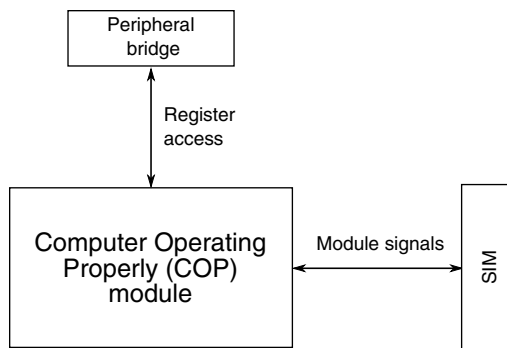 Peripheral
bridge
Register
access
Computer Operating
Properly (COP)
module
Module signals
SIM